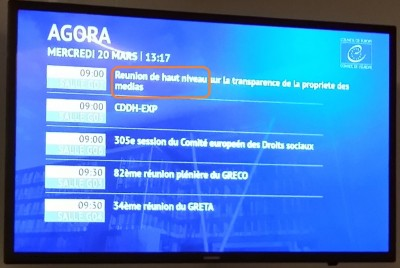 AGORA
MERCREDI 20 MARS | 13:17
09:00 Reunion de haut niveau sur la transparence de la propriete des
medias
09:00 CDDH-EXP
09:00 305e session du Comité européen des Droits sociaux
09:30 82ème réunion plénière du GRECO
SALLE G03
09:30 34ème réunion du GRETA